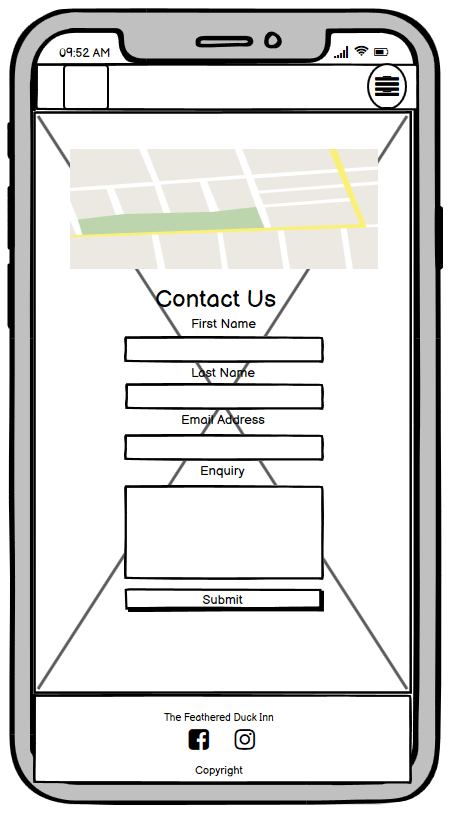 09:52 AM
Contact Us
First Name
Last Name
Email Address
Enquiry
Submit
The Feathered Duck Inn
Copyright